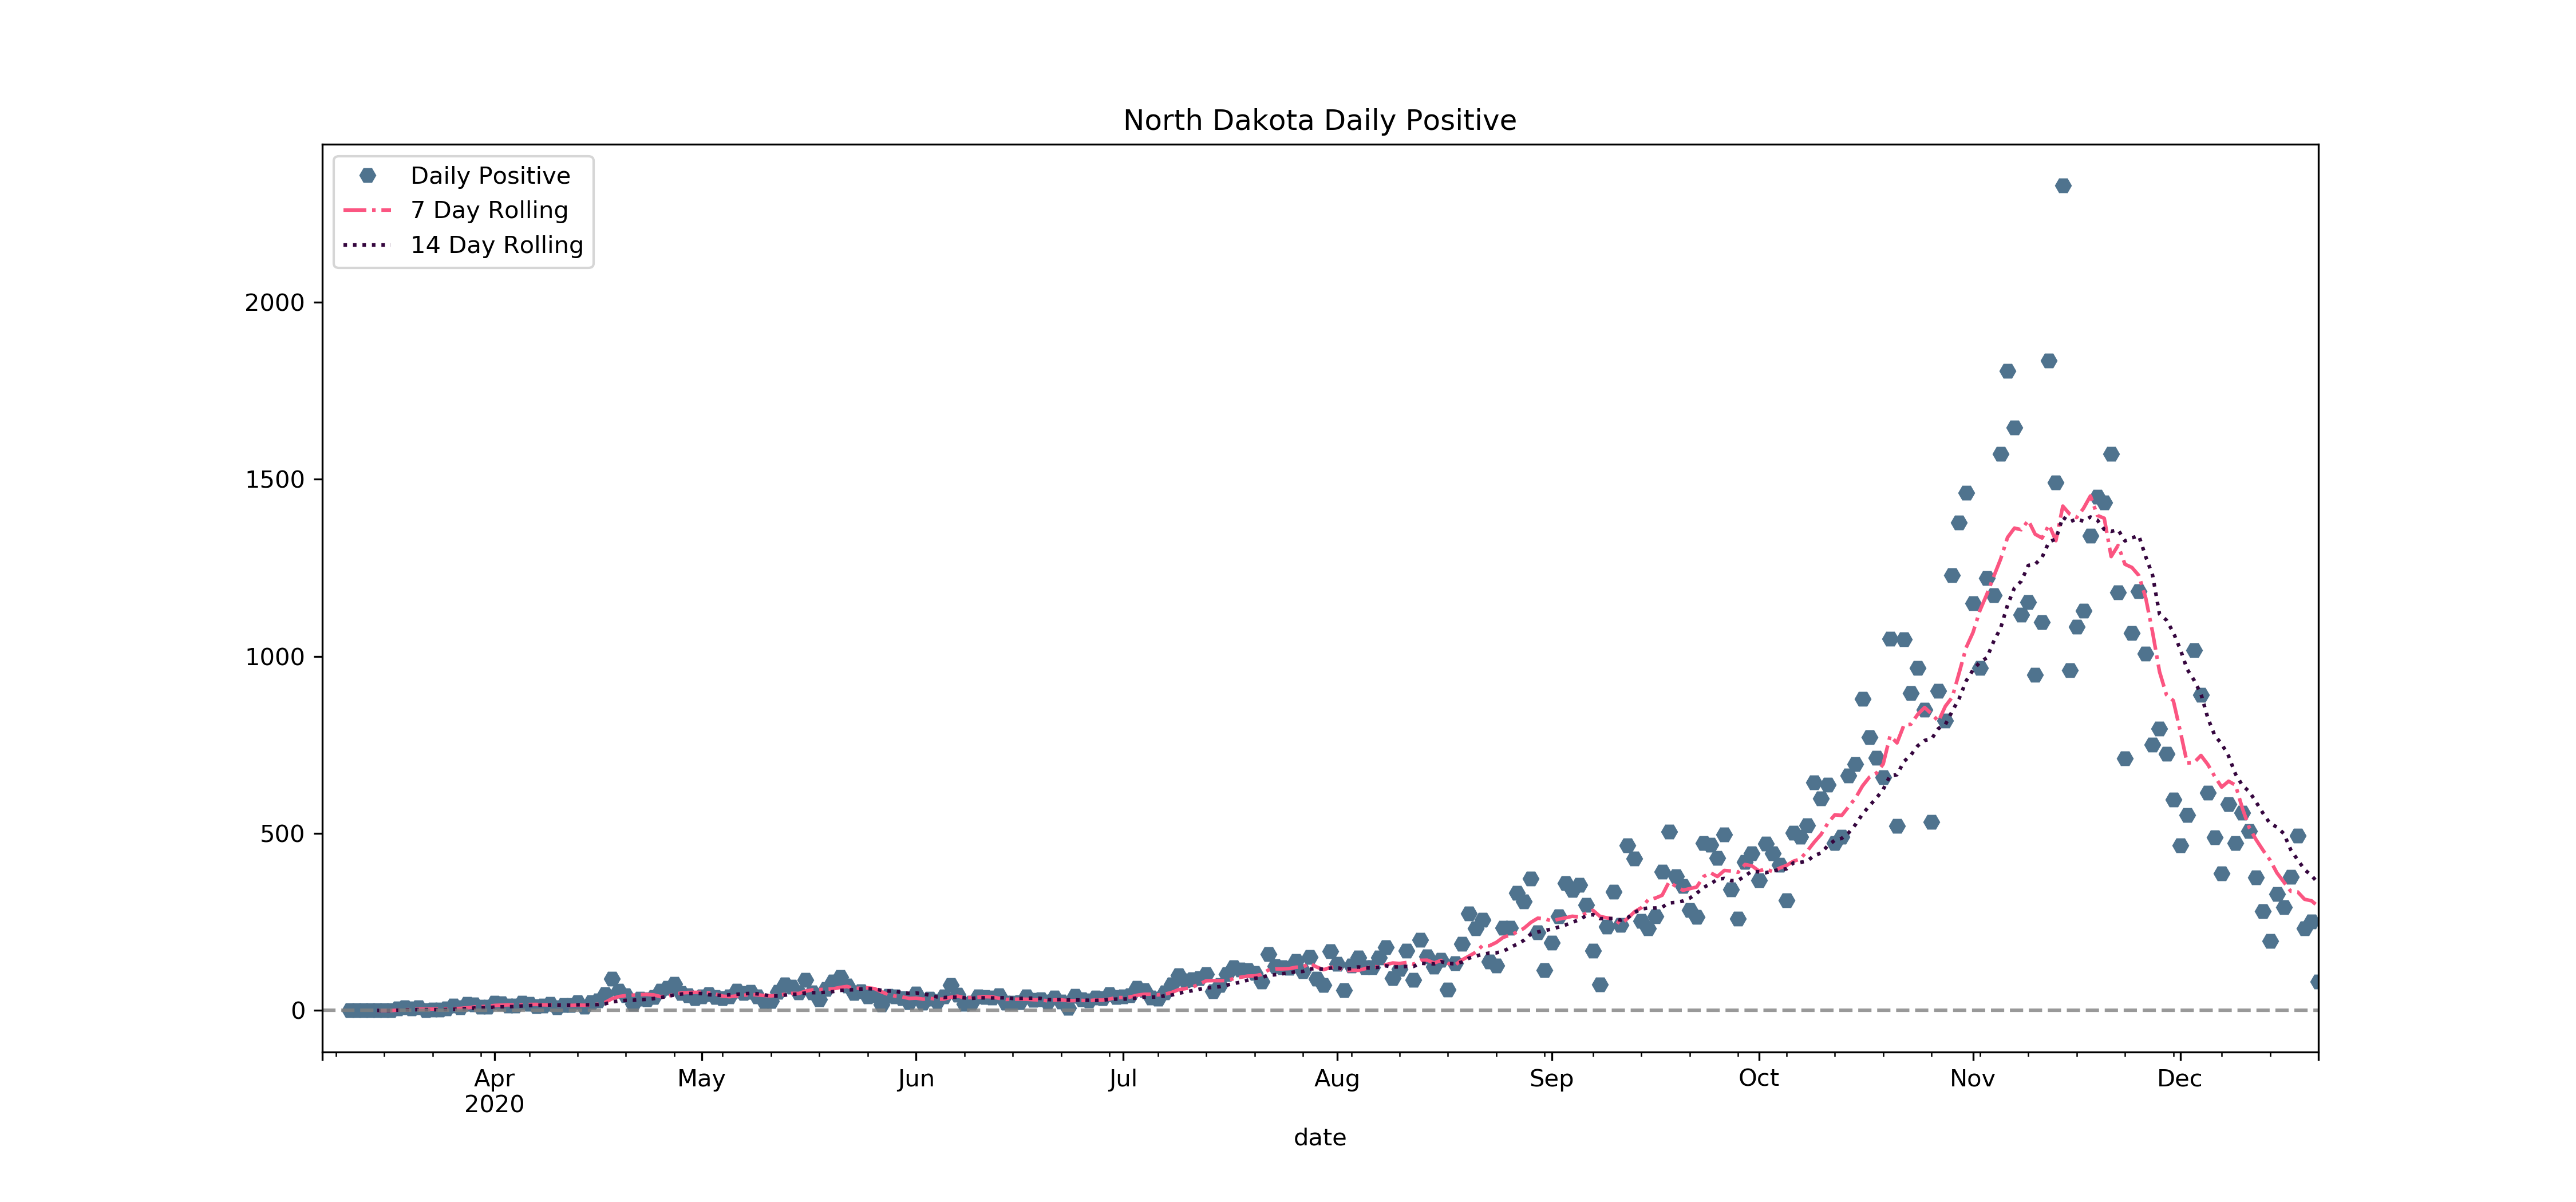 North Dakota Daily Positive
Daily Positive
7 Day Rolling
14 Day Rolling
2000
1500
1000
500
0
Apr May Jun Jul Aug Sep Oct Nov Dec
2020
date